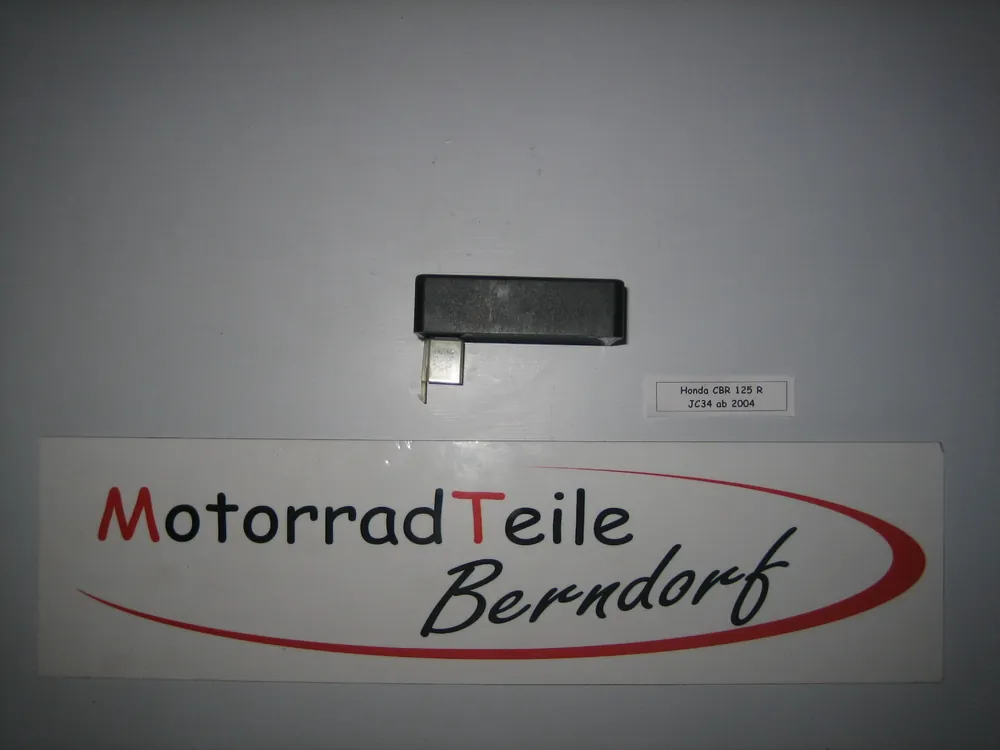 Honda CBR 125 R
JC34 ab 2004
MotorradTeile
Berndorf